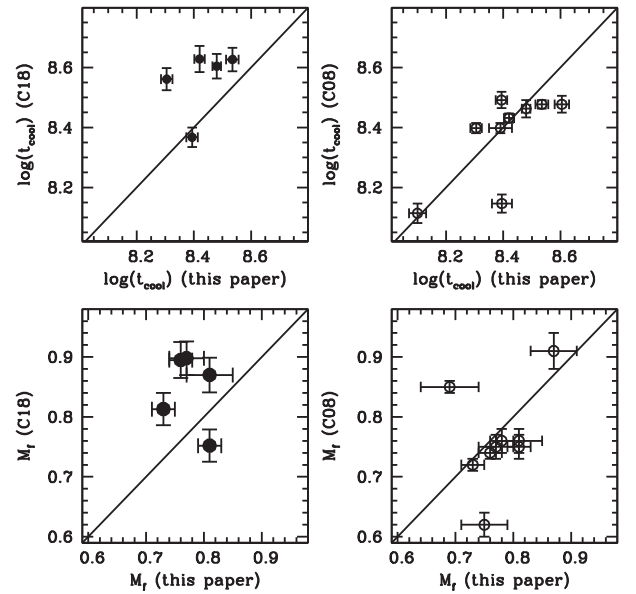 8.6
8.4
8.2
log(t_cool) (C18)
8.2 8.4 8.6
log(t_cool) (this paper)
8.6
8.4
8.2
log(t_cool) (C08)
8.2 8.4 8.6
log(t_cool) (this paper)
0.9
0.8
0.7
0.6
M_f (C18)
0.6 0.7 0.8 0.9
M_f (this paper)
0.9
0.8
0.7
0.6
M_f (C08)
0.6 0.7 0.8 0.9
M_f (this paper)